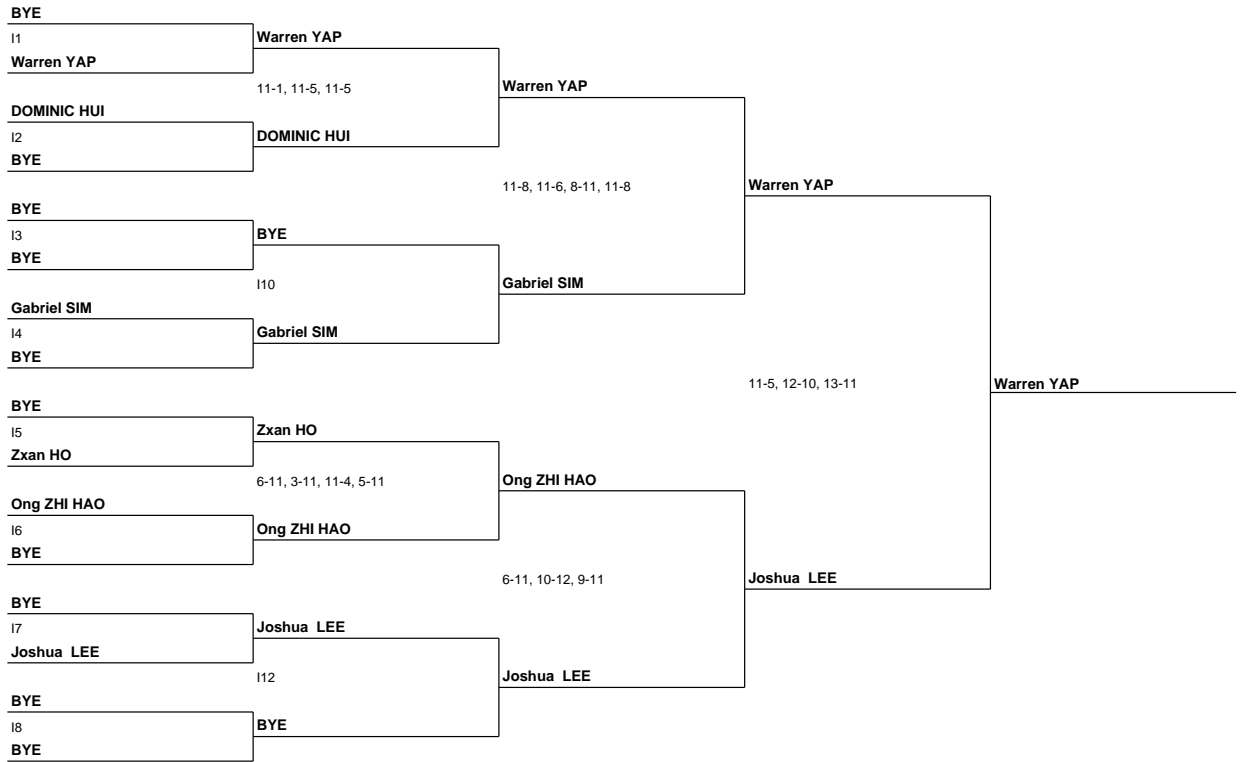 BYE
I1
Warren YAP
Warren YAP
11-1, 11-5, 11-5
DOMINIC HUI
I2
BYE
DOMINIC HUI
Warren YAP
11-8, 11-6, 8-11, 11-8
BYE
I3
BYE
BYE
I10
Gabriel SIM
I4
BYE
Gabriel SIM
Gabriel SIM
Warren YAP
11-5, 12-10, 13-11
Warren YAP
BYE
I5
Zxan HO
Zxan HO
6-11, 3-11, 11-4, 5-11
Ong ZHI HAO
I6
BYE
Ong ZHI HAO
Ong ZHI HAO
6-11, 10-12, 9-11
BYE
I7
Joshua  LEE
Joshua  LEE
I12
BYE
I8
BYE
BYE
Joshua  LEE
Joshua  LEE